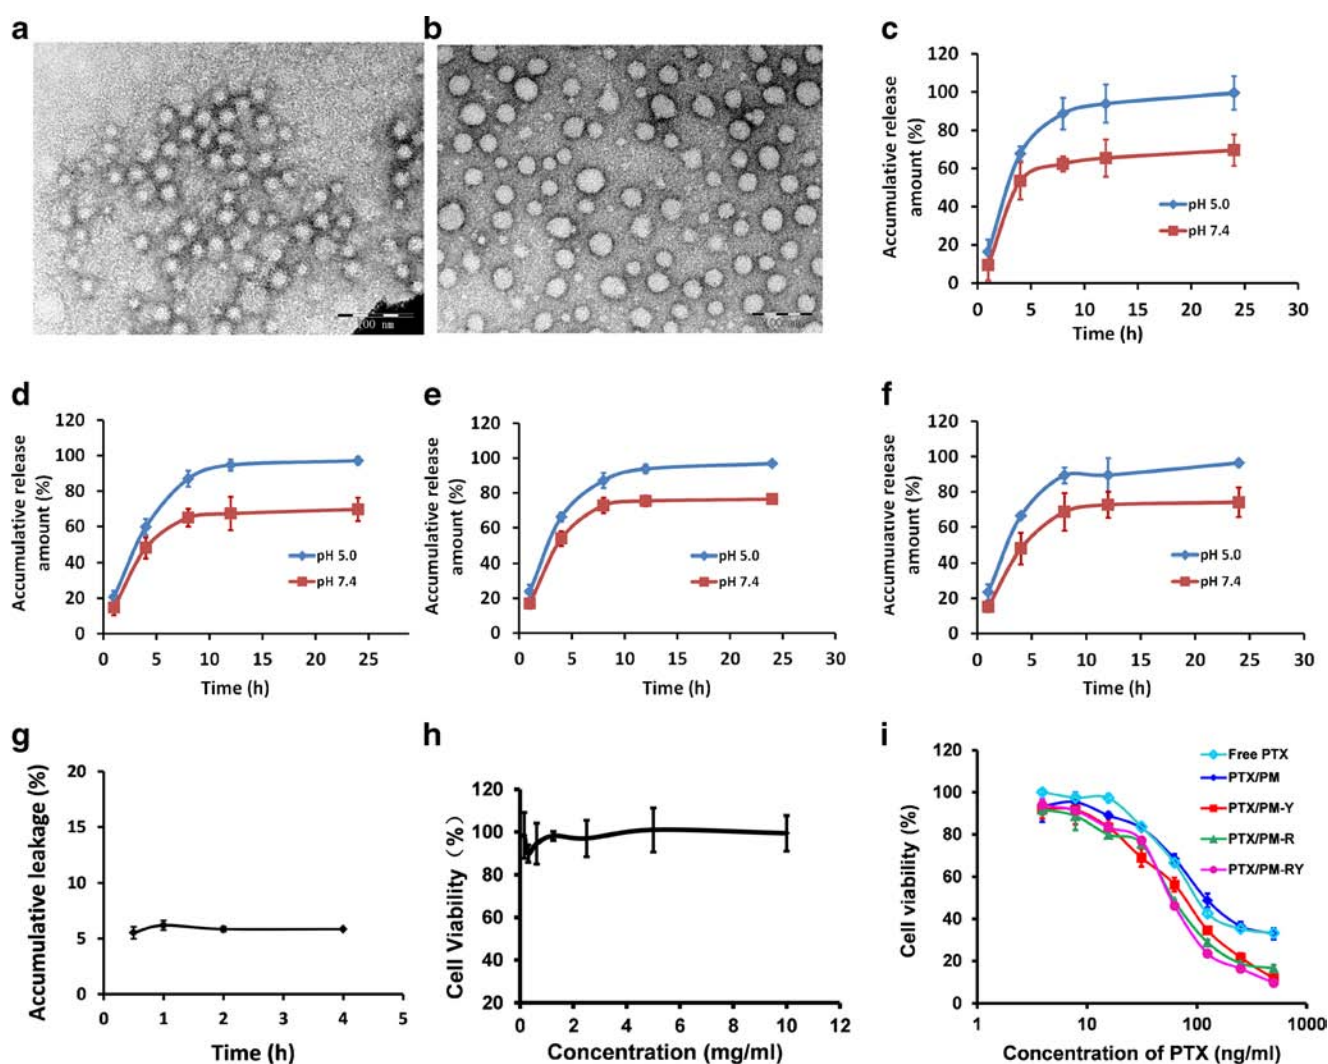 a
b
c
100 nm
100 nm
Accumulative release
amount (%)
120
100
80
60
40
20
0
pH 5.0
pH 7.4
0 5 10 15 20 25 30
Time (h)
d
e
f
Accumulative release
amount (%)
120
100
80
60
40
20
0
pH 5.0
pH 7.4
0 5 10 15 20 25
Time (h)
Accumulative release
amount (%)
120
100
80
60
40
20
0
pH 5.0
pH 7.4
0 5 10 15 20 25 30
Time (h)
Accumulative release
amount (%)
120
100
80
60
40
20
0
pH 5.0
pH 7.4
0 5 10 15 20 25 30
Time (h)
g
h
i
Accumulative leakage (%)
20
15
10
5
0
0 1 2 3 4 5
Time (h)
Cell Viability (%)
120
100
80
60
40
20
0 2 4 6 8 10 12
Concentration (mg/ml)
Cell viability (%)
120
100
80
60
40
20
0
Free PTX
PTX/PM
PTX/PM-Y
PTX/PM-R
PTX/PM-RY
1 10 100 1000
Concentration of PTX (ng/ml)